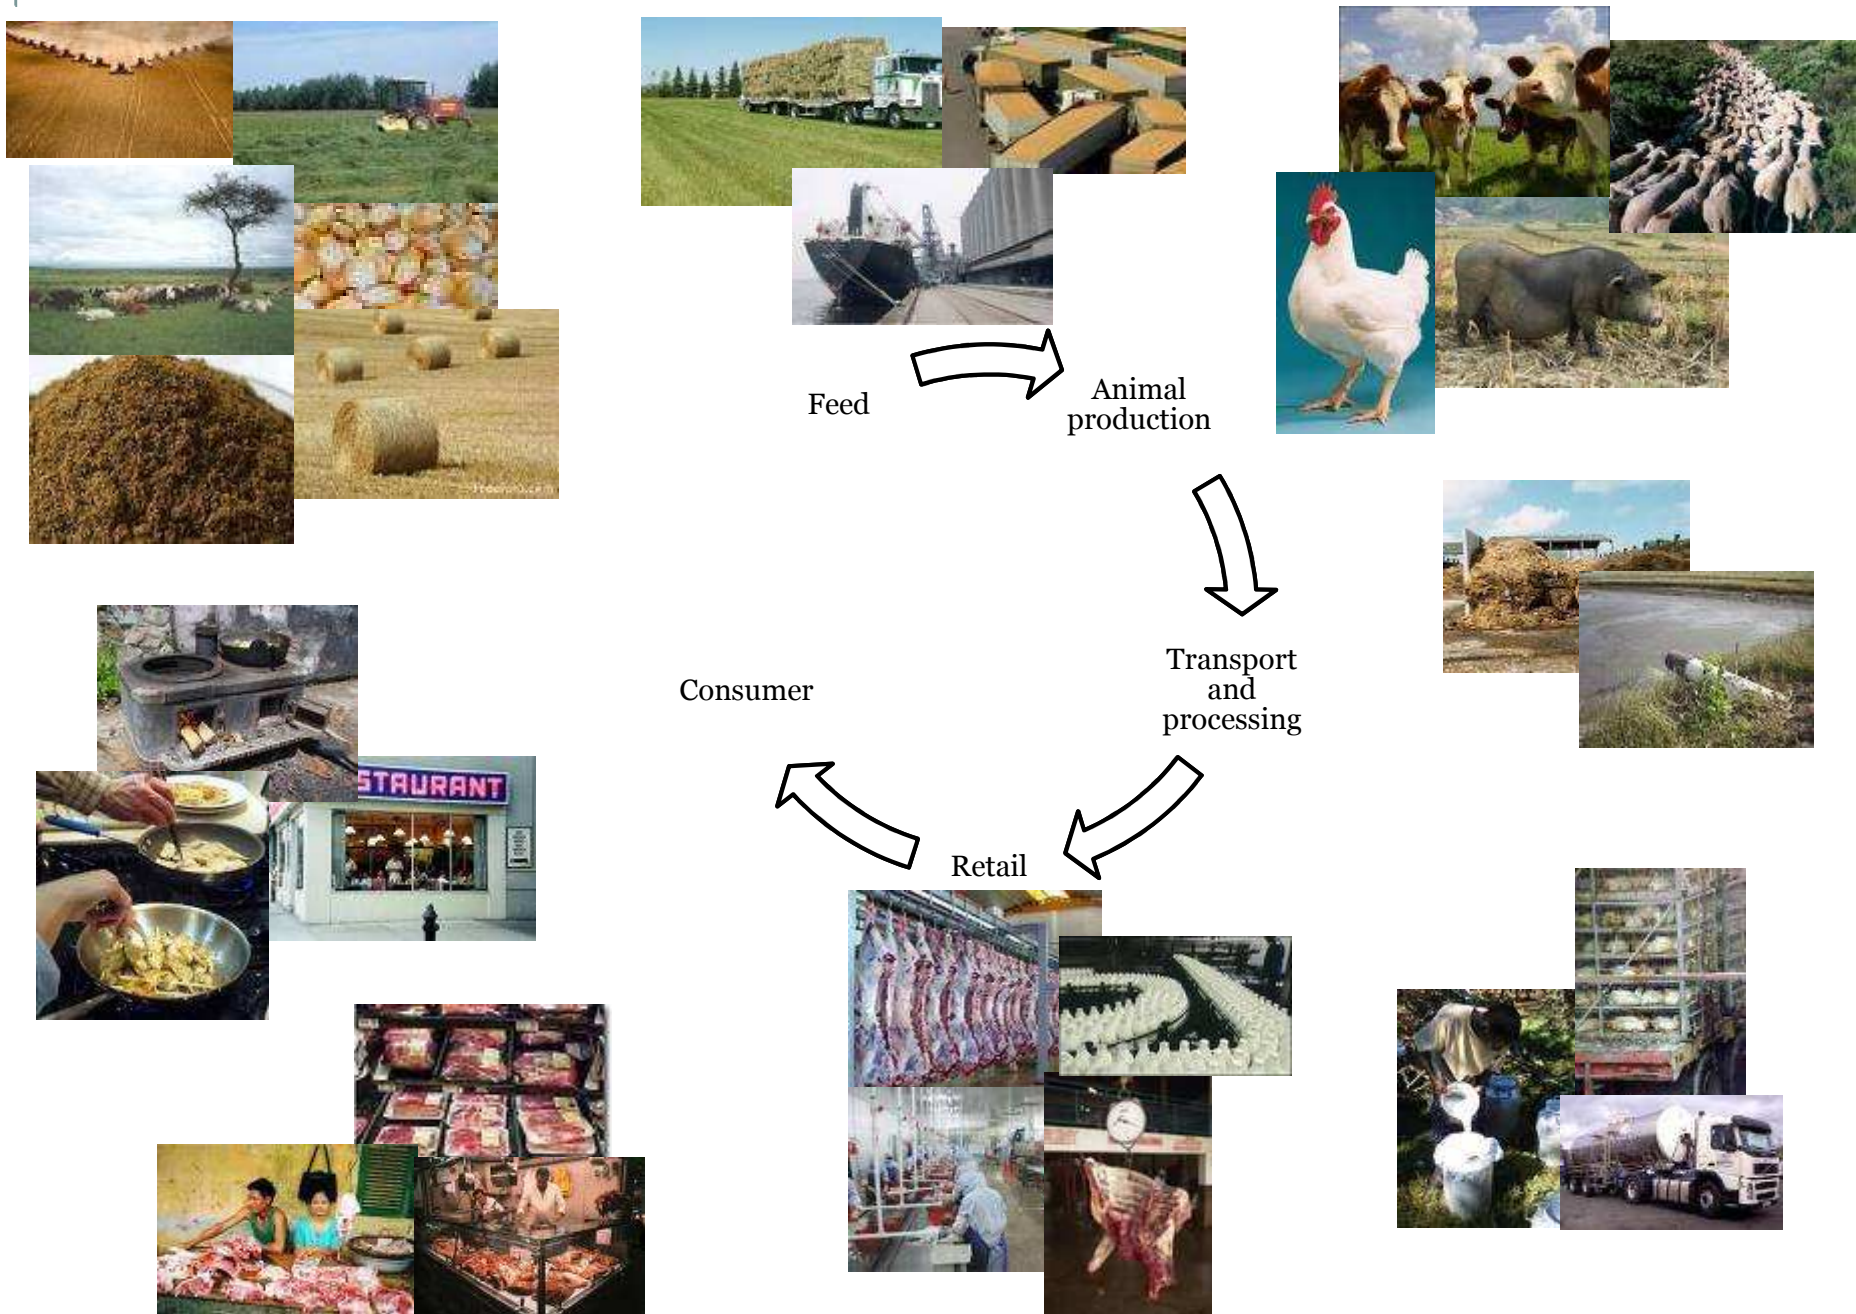 Feed
Animal
production
Transport
and
processing
Consumer
Retail
STAURANT